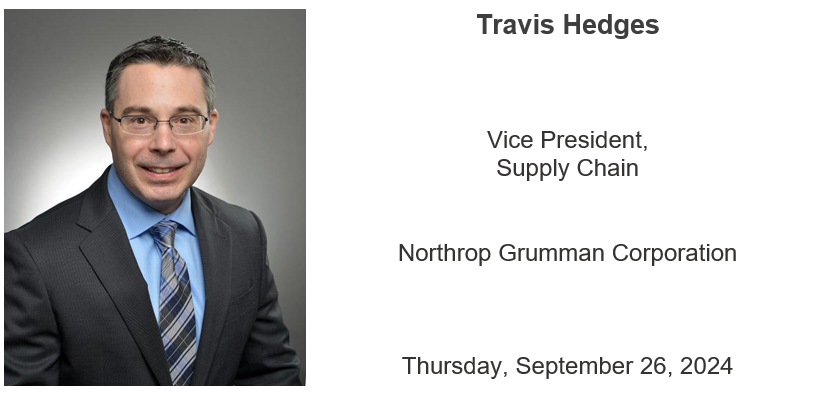 Travis Hedges
Vice President,
Supply Chain
Northrop Grumman Corporation
Thursday, September 26, 2024